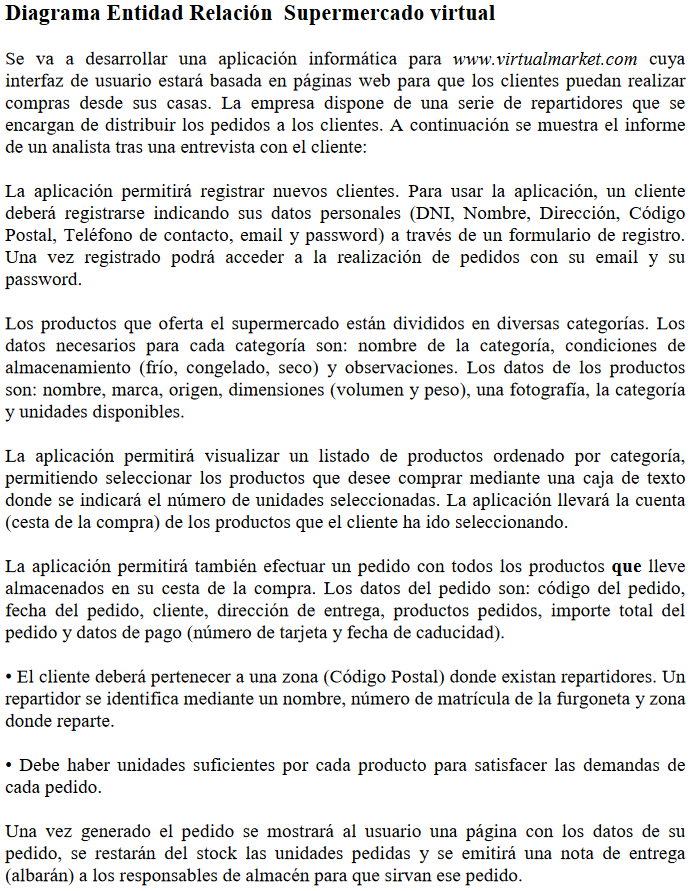 Diagrama Entidad Relación Supermercado virtual
Se va a desarrollar una aplicación informática para www.virtualmarket.com cuya
interfaz de usuario estará basada en páginas web para que los clientes puedan realizar
compras desde sus casas. La empresa dispone de una serie de repartidores que se
encargan de distribuir los pedidos a los clientes. A continuación se muestra el informe
de un analista tras una entrevista con el cliente:
La aplicación permitirá registrar nuevos clientes. Para usar la aplicación, un cliente
deberá registrarse indicando sus datos personales (DNI, Nombre, Dirección, Código
Postal, Teléfono de contacto, email y password) a través de un formulario de registro.
Una vez registrado podrá acceder a la realización de pedidos con su email y su
password.
Los productos que oferta el supermercado están divididos en diversas categorías. Los
datos necesarios para cada categoría son: nombre de la categoría, condiciones de
almacenamiento (frío, congelado, seco) y observaciones. Los datos de los productos
son: nombre, marca, origen, dimensiones (volumen y peso), una fotografía, la categoría
y unidades disponibles.
La aplicación permitirá visualizar un listado de productos ordenado por categoría,
permitiendo seleccionar los productos que desee comprar mediante una caja de texto
donde se indicará el número de unidades seleccionadas. La aplicación llevará la cuenta
(cesta de la compra) de los productos que el cliente ha ido seleccionando.
La aplicación permitirá también efectuar un pedido con todos los productos que lleve
almacenados en su cesta de la compra. Los datos del pedido son: código del pedido,
fecha del pedido, cliente, dirección de entrega, productos pedidos, importe total del
pedido y datos de pago (número de tarjeta y fecha de caducidad).
• El cliente deberá pertenecer a una zona (Código Postal) donde existan repartidores. Un
repartidor se identifica mediante un nombre, número de matrícula de la furgoneta y zona
donde reparte.
• Debe haber unidades suficientes por cada producto para satisfacer las demandas de
cada pedido.
Una vez generado el pedido se mostrará al usuario una página con los datos de su
pedido, se restarán del stock las unidades pedidas y se emitirá una nota de entrega
(albarán) a los responsables de almacén para que sirvan ese pedido.